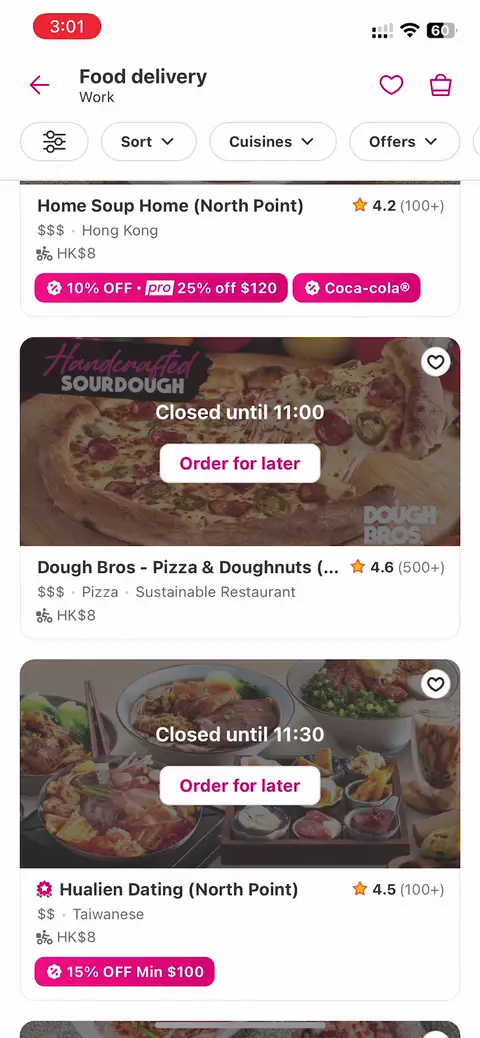 3:01
60
Food delivery
Work
Sort
Cuisines
Offers
Home Soup Home (North Point)
4.2 (100+)
$$$ · Hong Kong
HK$8
10% OFF • pro 25% off $120
Coca-cola®
Handcrafted
SOURDOUGH
Closed until 11:00
Order for later
DOUGH
BROS.
Dough Bros - Pizza & Doughnuts (...
4.6 (500+)
$$$ · Pizza · Sustainable Restaurant
HK$8
Closed until 11:30
Order for later
Hualien Dating (North Point)
4.5 (100+)
$$ · Taiwanese
HK$8
15% OFF Min $100